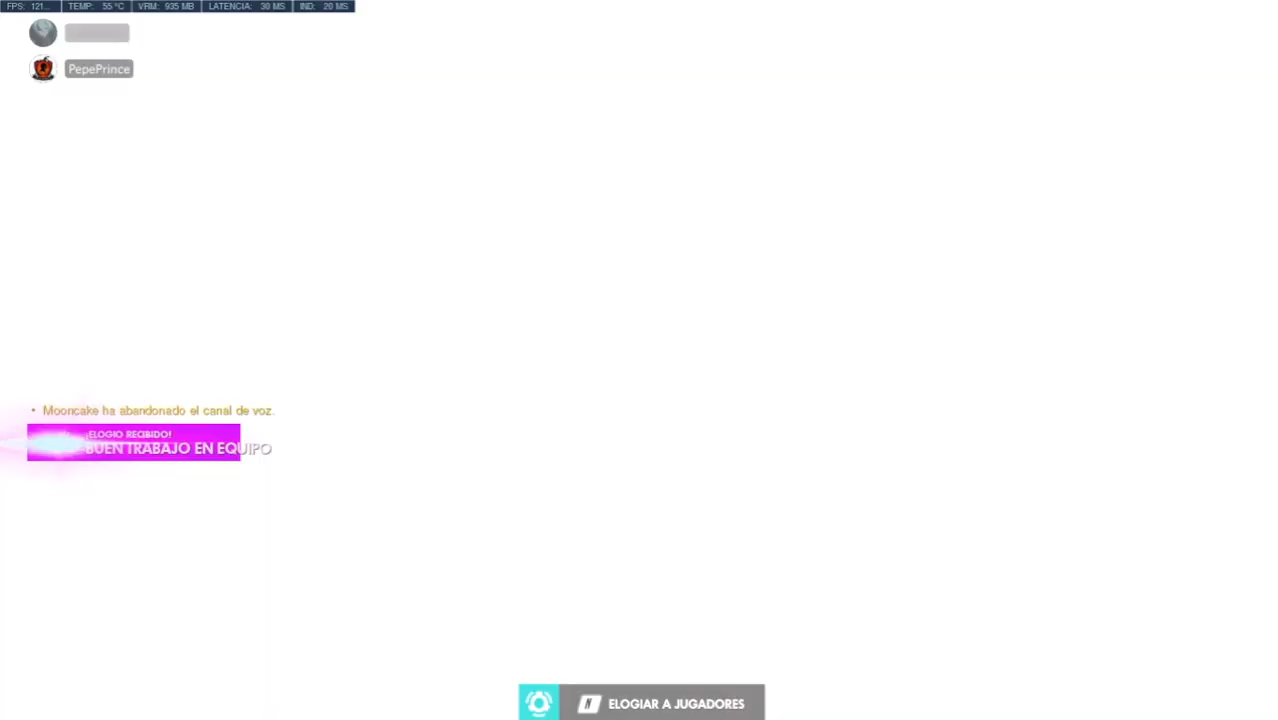 FPS: 121... TEMP: 55 °C VRM: 935 MB LATENCIA: 30 MS IND: 20 MS
PepePrince
• Mooncake ha abandonado el canal de voz.
¡ELOGIO RECIBIDO!
BUEN TRABAJO EN EQUIPO
N ELOGIAR A JUGADORES